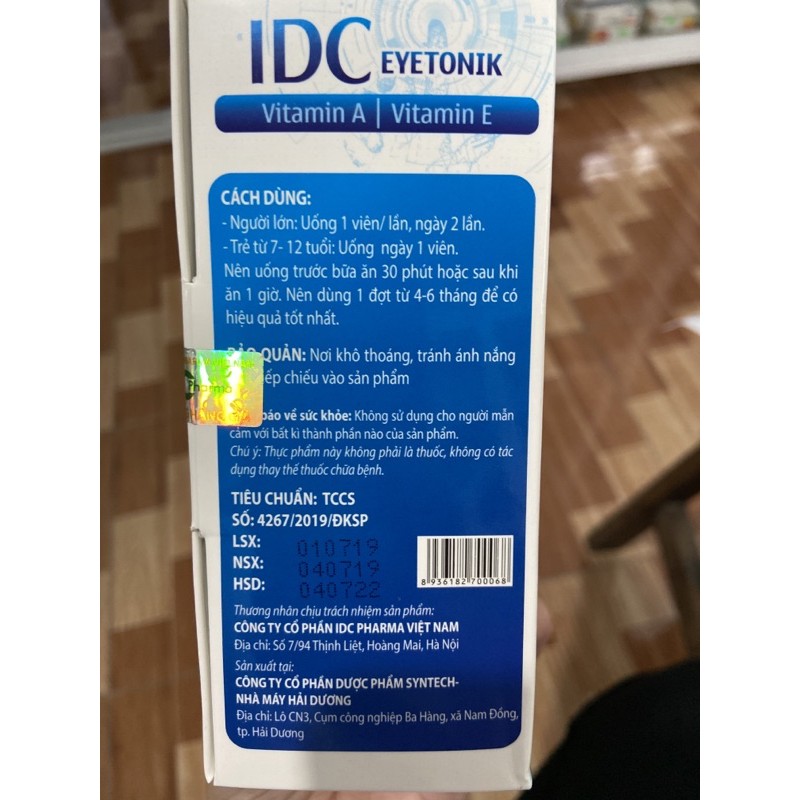 IDC EYETONIK
Vitamin A | Vitamin E
CÁCH DÙNG:
- Người lớn: Uống 1 viên/ lần, ngày 2 lần.
- Trẻ từ 7- 12 tuổi: Uống ngày 1 viên.
Nên uống trước bữa ăn 30 phút hoặc sau khi
ăn 1 giờ. Nên dùng 1 đợt từ 4-6 tháng để có
hiệu quả tốt nhất.
QUẢN: Nơi khô thoáng, tránh ánh nắng
chiếu vào sản phẩm
báo về sức khỏe: Không sử dụng cho người mẫn
cảm với bất kì thành phần nào của sản phẩm.
Chú ý: Thực phẩm này không phải là thuốc, không có tác
dụng thay thế thuốc chữa bệnh.
TIÊU CHUẨN: TCCS
SỐ: 4267/2019/ĐKSP
LSX: 010719
NSX: 040719
HSD: 040722
8 936182 700068
Thương nhân chịu trách nhiệm sản phẩm:
CÔNG TY CỔ PHẦN IDC PHARMA VIỆT NAM
Địa chỉ: Số 7/94 Thịnh Liệt, Hoàng Mai, Hà Nội
Sản xuất tại:
CÔNG TY CỔ PHẦN DƯỢC PHẨM SYNTECH-
NHÀ MÁY HẢI DƯƠNG
Địa chỉ: Lô CN3, Cụm công nghiệp Ba Hàng, xã Nam Đồng,
tp. Hải Dương